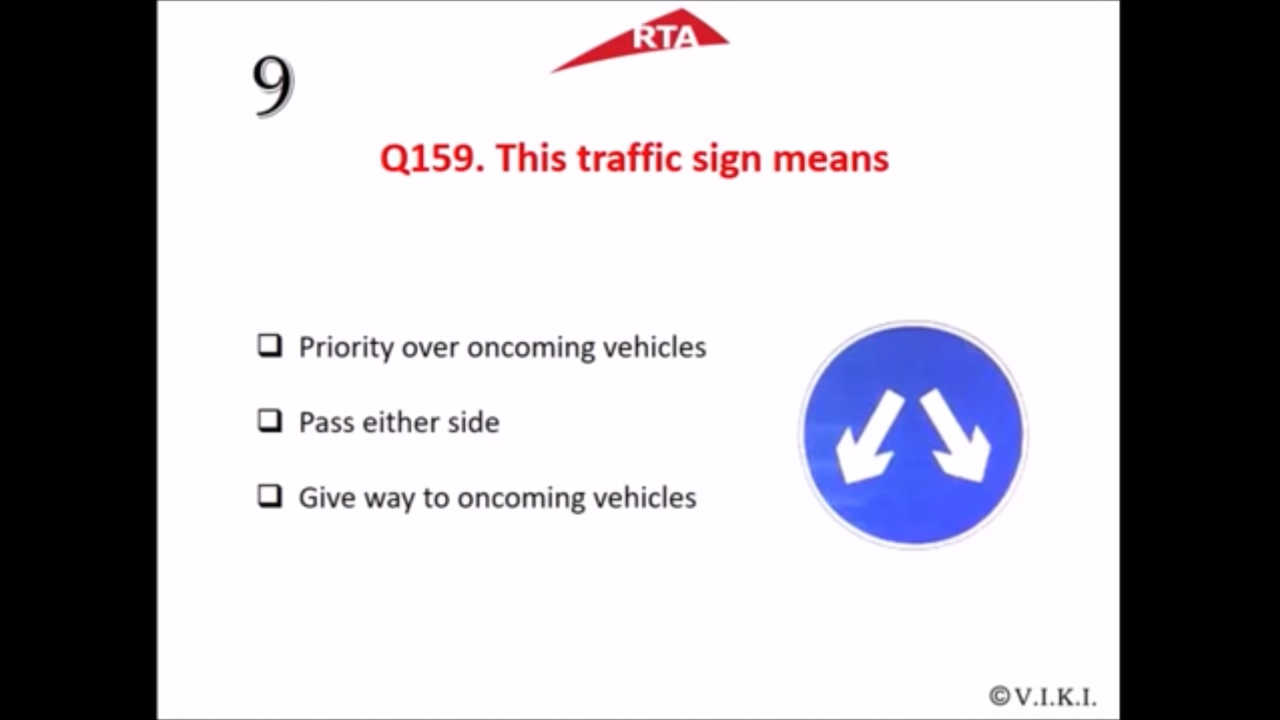 RTA
9
Q159. This traffic sign means
Priority over oncoming vehicles
Pass either side
Give way to oncoming vehicles
© V.I.K.I.